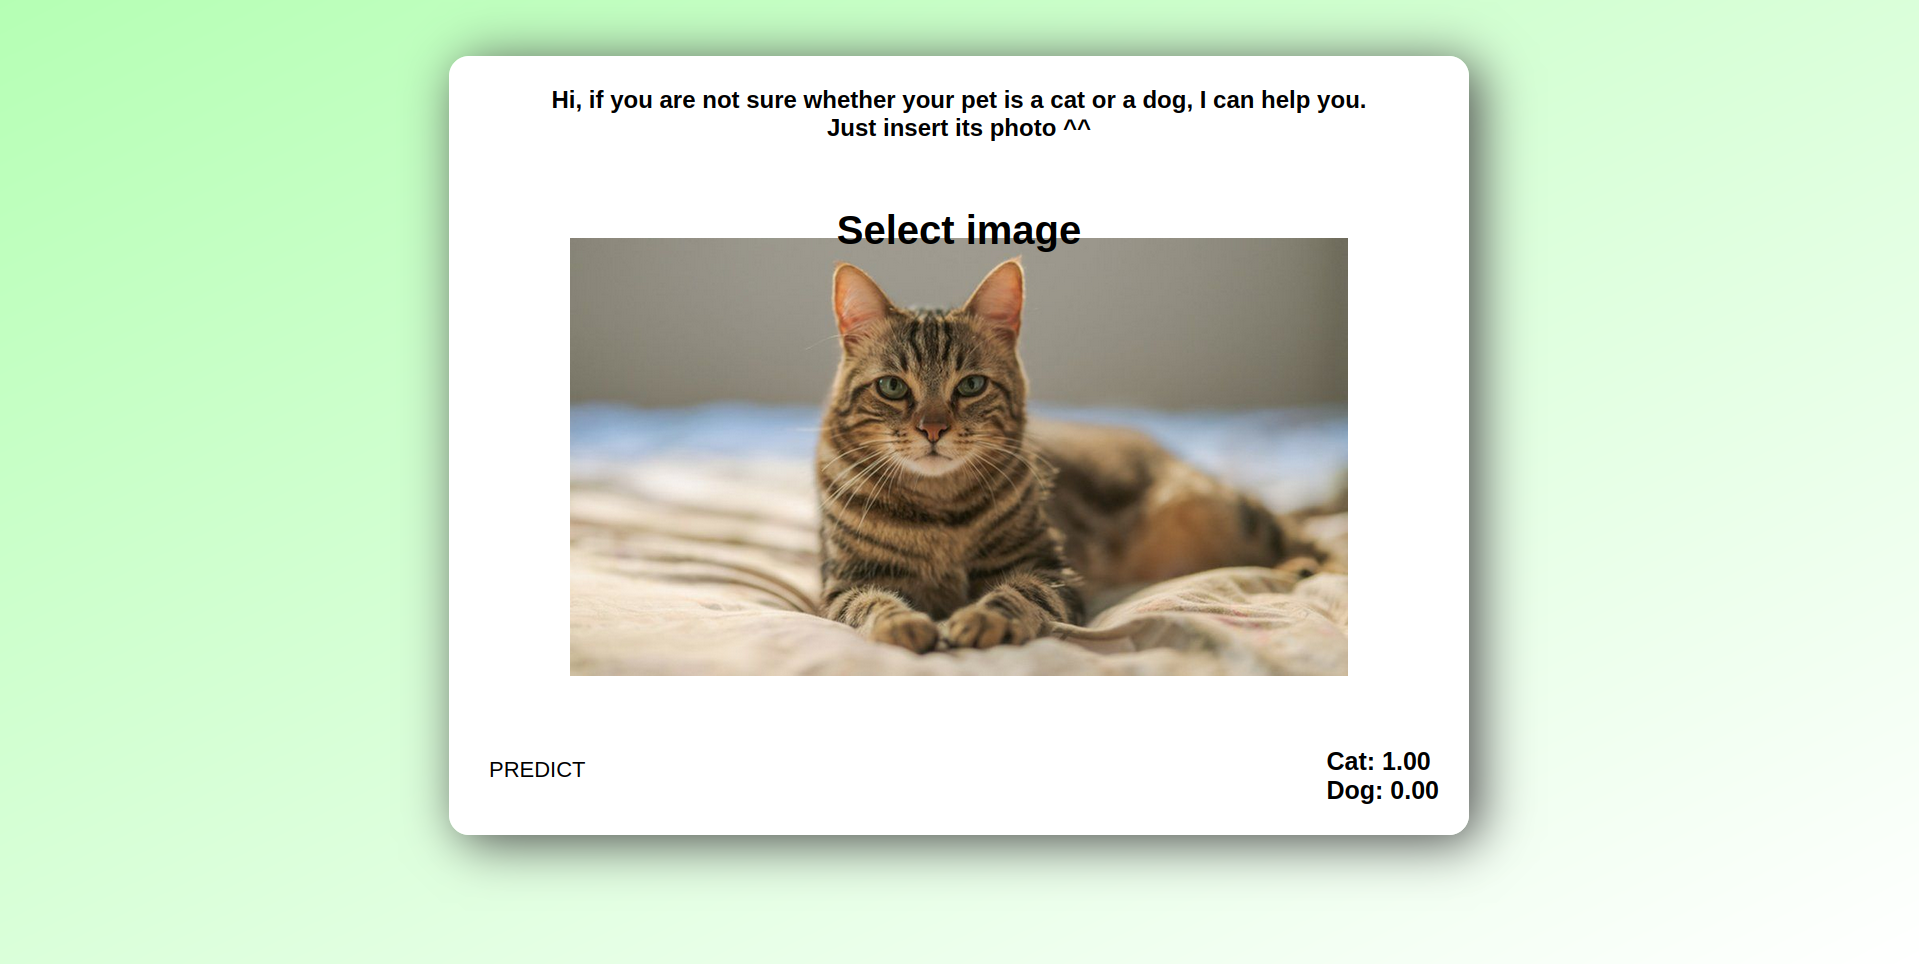 Hi, if you are not sure whether your pet is a cat or a dog, I can help you.
Just insert its photo ^^
Select image
PREDICT
Cat: 1.00
Dog: 0.00